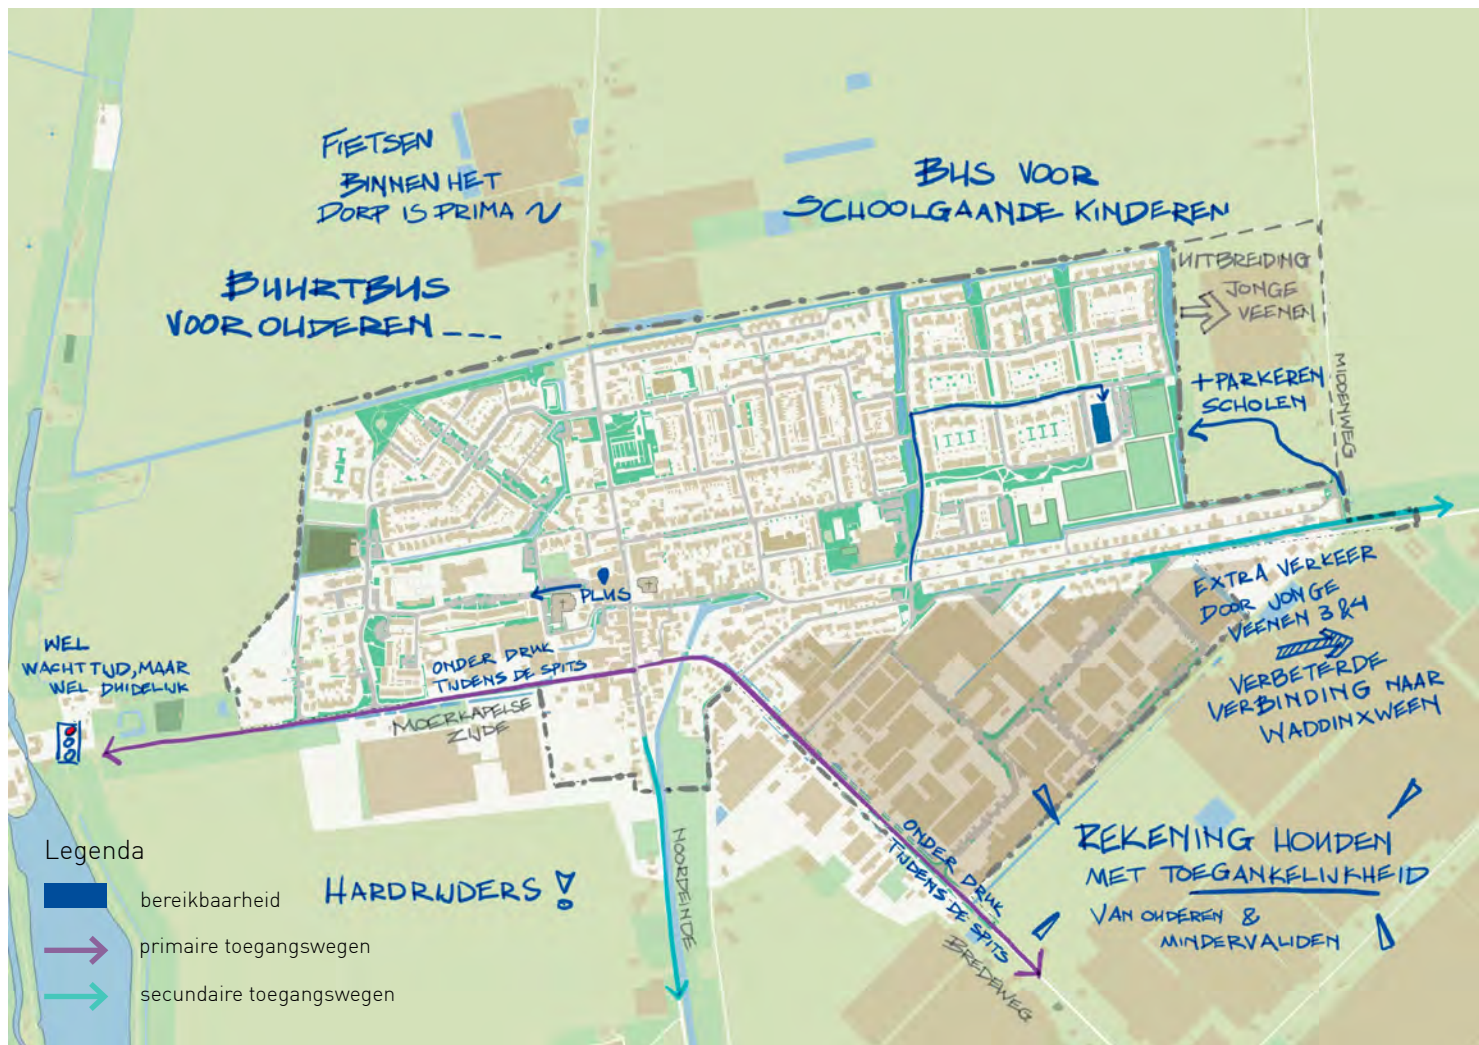 FIETSEN
BINNEN HET
DORP IS PRIMA
BUS VOOR
SCHOOLGAANDE KINDEREN
BUURTBUS
VOOR OUDEREN ---
UITBREIDING
JONGE
VEENEN
+ PARKEREN
SCHOLEN
MIDDENWEG
PLUS
EXTRA VERKEER
DOOR JONGE
VEENEN 3 & 4
VERBETERDE
VERBINDING NAAR
WADDINXWEEN
WEL
WACHTTIJD, MAAR
WEL DUIDELIJK
ONDER DRUK
TIJDENS DE SPITS
MOERKAPELSE
ZIJDE
NOORDEINDE
ONDER DRUK
TIJDENS DE SPITS
BREDEWEG
REKENING HOUDEN
MET TOEGANKELIJKHEID
VAN OUDEREN &
MINDERVALIDEN
HARDRIJDERS !
Legenda
bereikbaarheid
primaire toegangswegen
secundaire toegangswegen